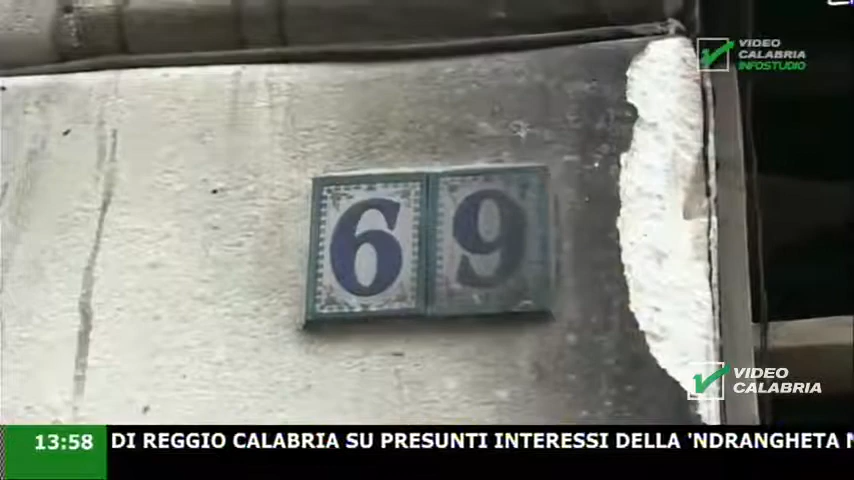 VIDEO
CALABRIA
INFOSTUDIO
69
VIDEO
CALABRIA
13:58 DI REGGIO CALABRIA SU PRESUNTI INTERESSI DELLA 'NDRANGHETA